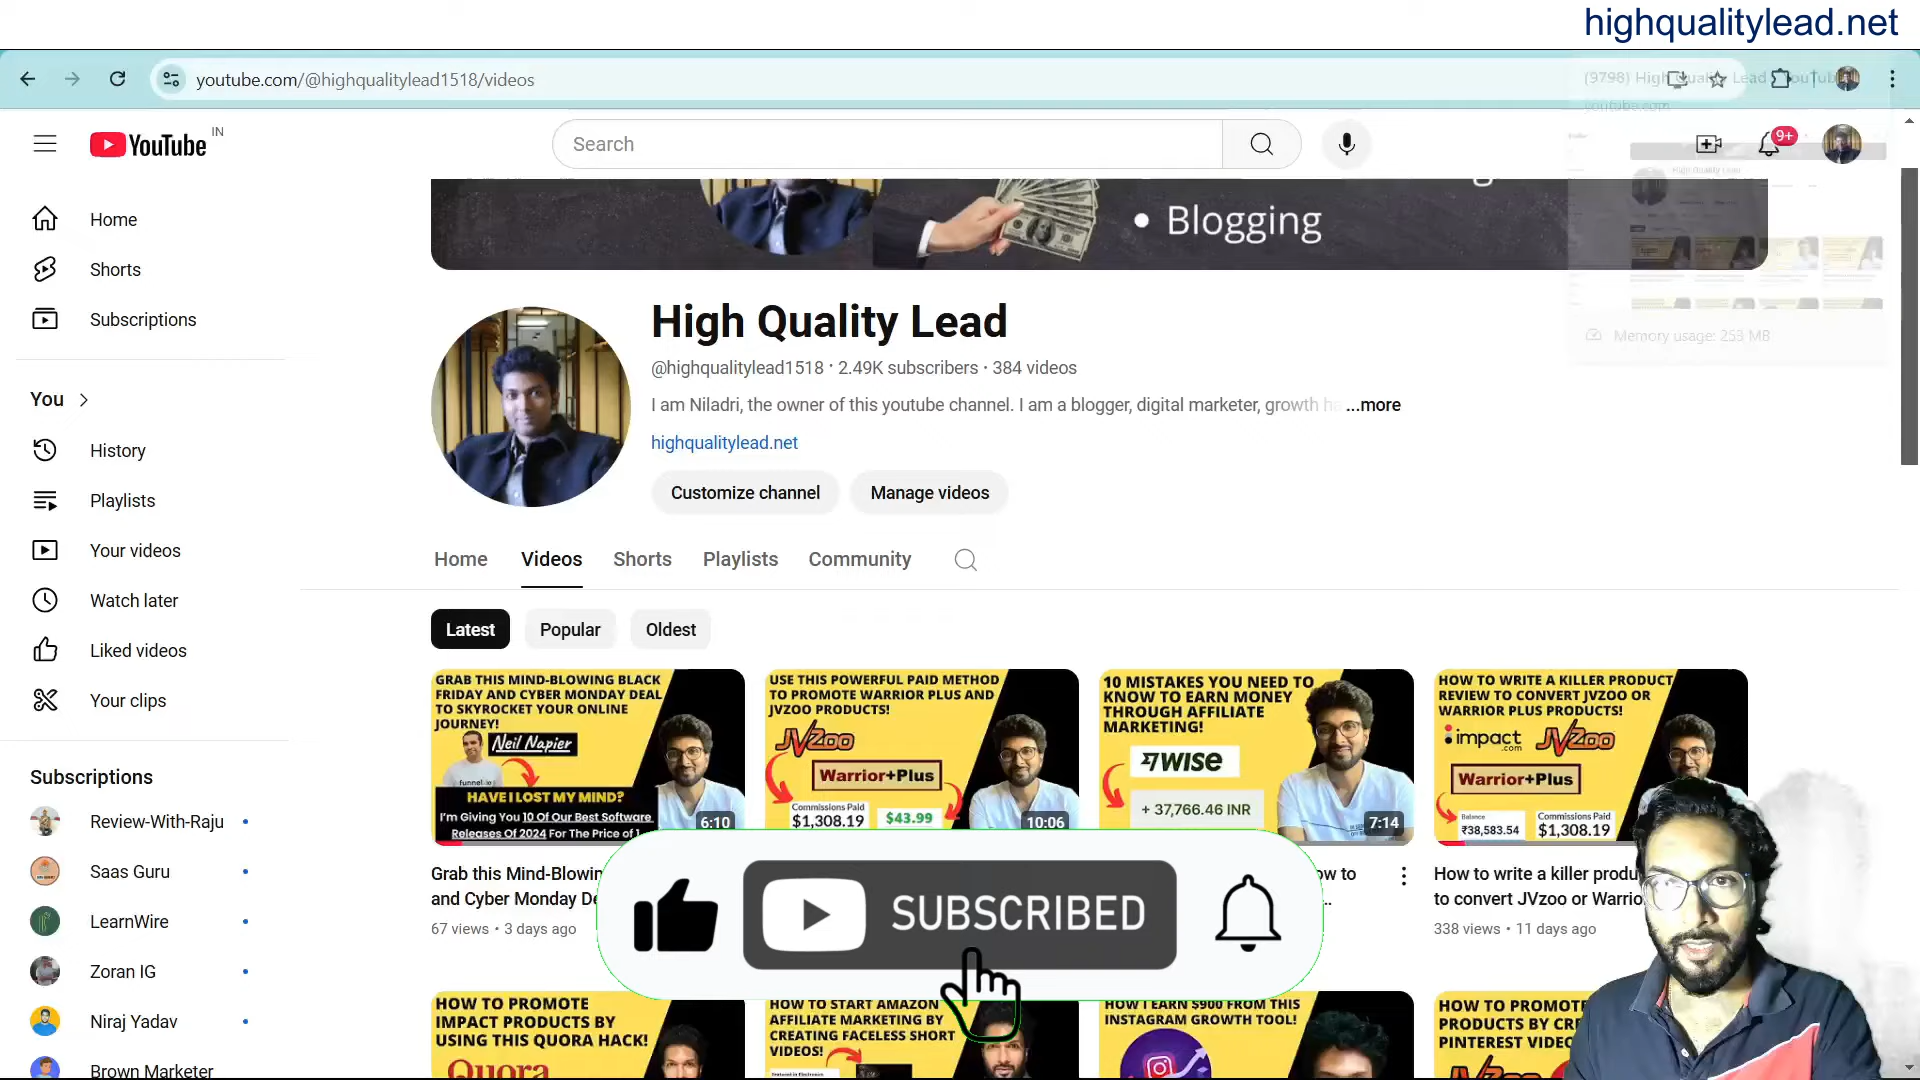 highqualitylead.net
youtube.com/@highqualitylead1518/videos
(9798) High Quality Lead - YouTube
youtube.com
YouTube IN
Search
9+
Home
Shorts
Subscriptions
You
History
Playlists
Your videos
Watch later
Liked videos
Your clips
Subscriptions
Review-With-Raju
Saas Guru
LearnWire
Zoran IG
Niraj Yadav
Brown Marketer
• Blogging
Memory usage: 253 MB
High Quality Lead
@highqualitylead1518 • 2.49K subscribers • 384 videos
I am Niladri, the owner of this youtube channel. I am a blogger, digital marketer, growth ha ...more
highqualitylead.net
Customize channel
Manage videos
Home
Videos
Shorts
Playlists
Community
Latest
Popular
Oldest
GRAB THIS MIND-BLOWING BLACK
FRIDAY AND CYBER MONDAY DEAL
TO SKYROCKET YOUR ONLINE
JOURNEY!
Neil Napier
funnel.io
HAVE I LOST MY MIND?
I'm Giving You 10 Of Our Best Software
Releases Of 2024 For The Price of 1
6:10
Grab this Mind-Blowin
and Cyber Monday De
67 views • 3 days ago
USE THIS POWERFUL PAID METHOD
TO PROMOTE WARRIOR PLUS AND
JVZOO PRODUCTS!
JVZoo
Warrior+Plus
Commissions Paid
$1,308.19
$43.99
10:06
10 MISTAKES YOU NEED TO
KNOW TO EARN MONEY
THROUGH AFFILIATE
MARKETING!
7WISE
+ 37,766.46 INR
7:14
ow to
HOW TO WRITE A KILLER PRODUCT
REVIEW TO CONVERT JVZOO OR
WARRIOR PLUS PRODUCTS!
impact
.com
JVZoo
Warrior+Plus
Balance
₹38,583.54
Commissions Paid
$1,308.19
How to write a killer produ
to convert JVzoo or Warrio
338 views • 11 days ago
SUBSCRIBED
HOW TO PROMOTE
IMPACT PRODUCTS BY
USING THIS QUORA HACK!
Quora
HOW TO START AMAZON
AFFILIATE MARKETING BY
CREATING FACELESS SHORT
VIDEOS!
HOW I EARN $900 FROM THIS
INSTAGRAM GROWTH TOOL!
HOW TO PROMOTE
PRODUCTS BY CRE
PINTEREST VIDEO